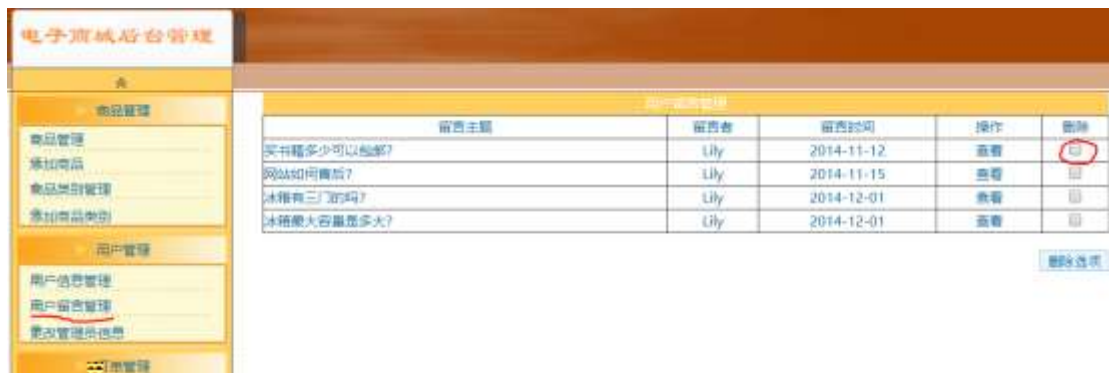 电子商城后台管理
商品管理
商品管理
添加商品
商品类别管理
添加商品类别
用户管理
用户信息管理
用户留言管理
更改管理员信息
订单管理
用户留言管理
留言主题 留言者 留言时间 操作 删除
买书籍多少可以包邮? Lily 2014-11-12 查看
网站如何售后? Lily 2014-11-15 查看
冰箱有三门的吗? Lily 2014-12-01 查看
冰箱最大容量是多大? Lily 2014-12-01 查看
删除选项